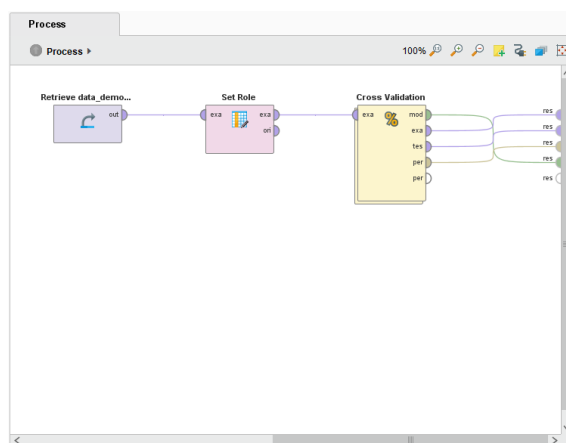 Process
Process
100%
Retrieve data_demo...
out
Set Role
exa
exa
ori
Cross Validation
exa
mod
exa
tes
per
per
res
res
res
res
res